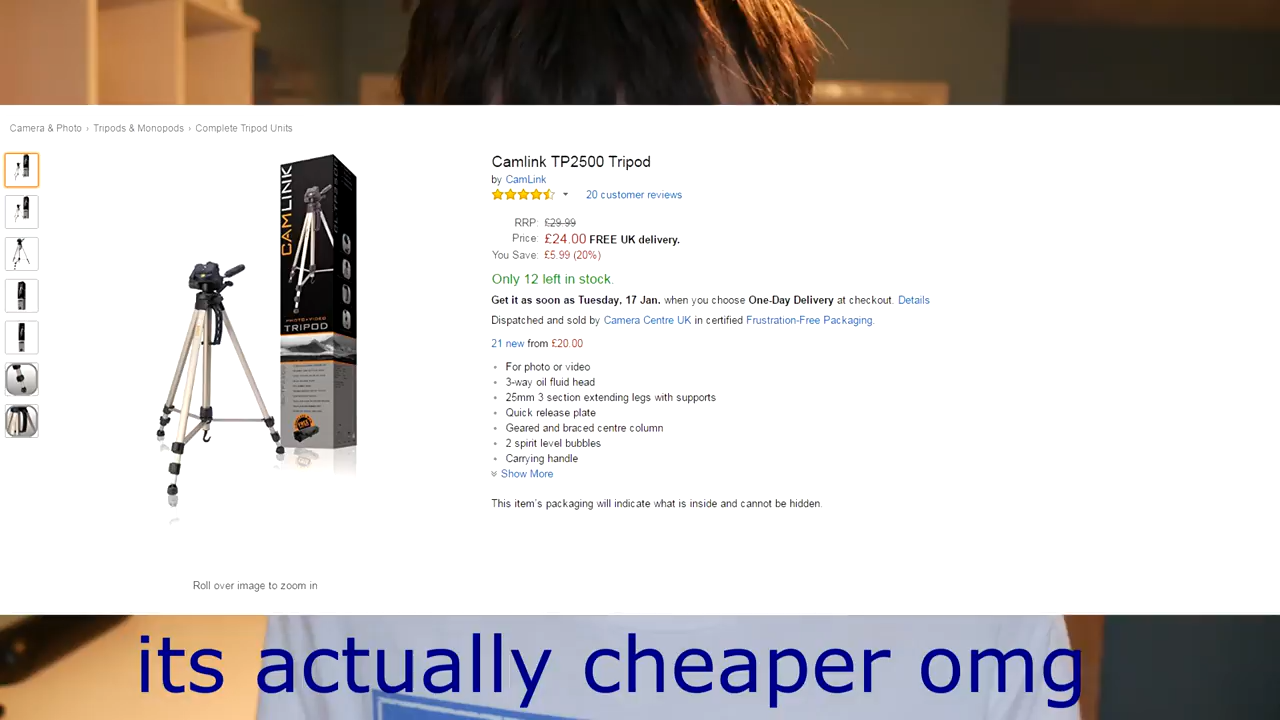 Camera & Photo › Tripods & Monopods › Complete Tripod Units
Camlink TP2500 Tripod
by CamLink
20 customer reviews
RRP: £29.99
Price: £24.00 FREE UK delivery.
You Save: £5.99 (20%)
Only 12 left in stock.
Get it as soon as Tuesday, 17 Jan. when you choose One-Day Delivery at checkout. Details
Dispatched and sold by Camera Centre UK in certified Frustration-Free Packaging.
21 new from £20.00
For photo or video
3-way oil fluid head
25mm 3 section extending legs with supports
Quick release plate
Geared and braced centre column
2 spirit level bubbles
Carrying handle
Show More
This item's packaging will indicate what is inside and cannot be hidden.
CAMLINK
PHOTO+VIDEO
TRIPOD
Roll over image to zoom in
its actually cheaper omg